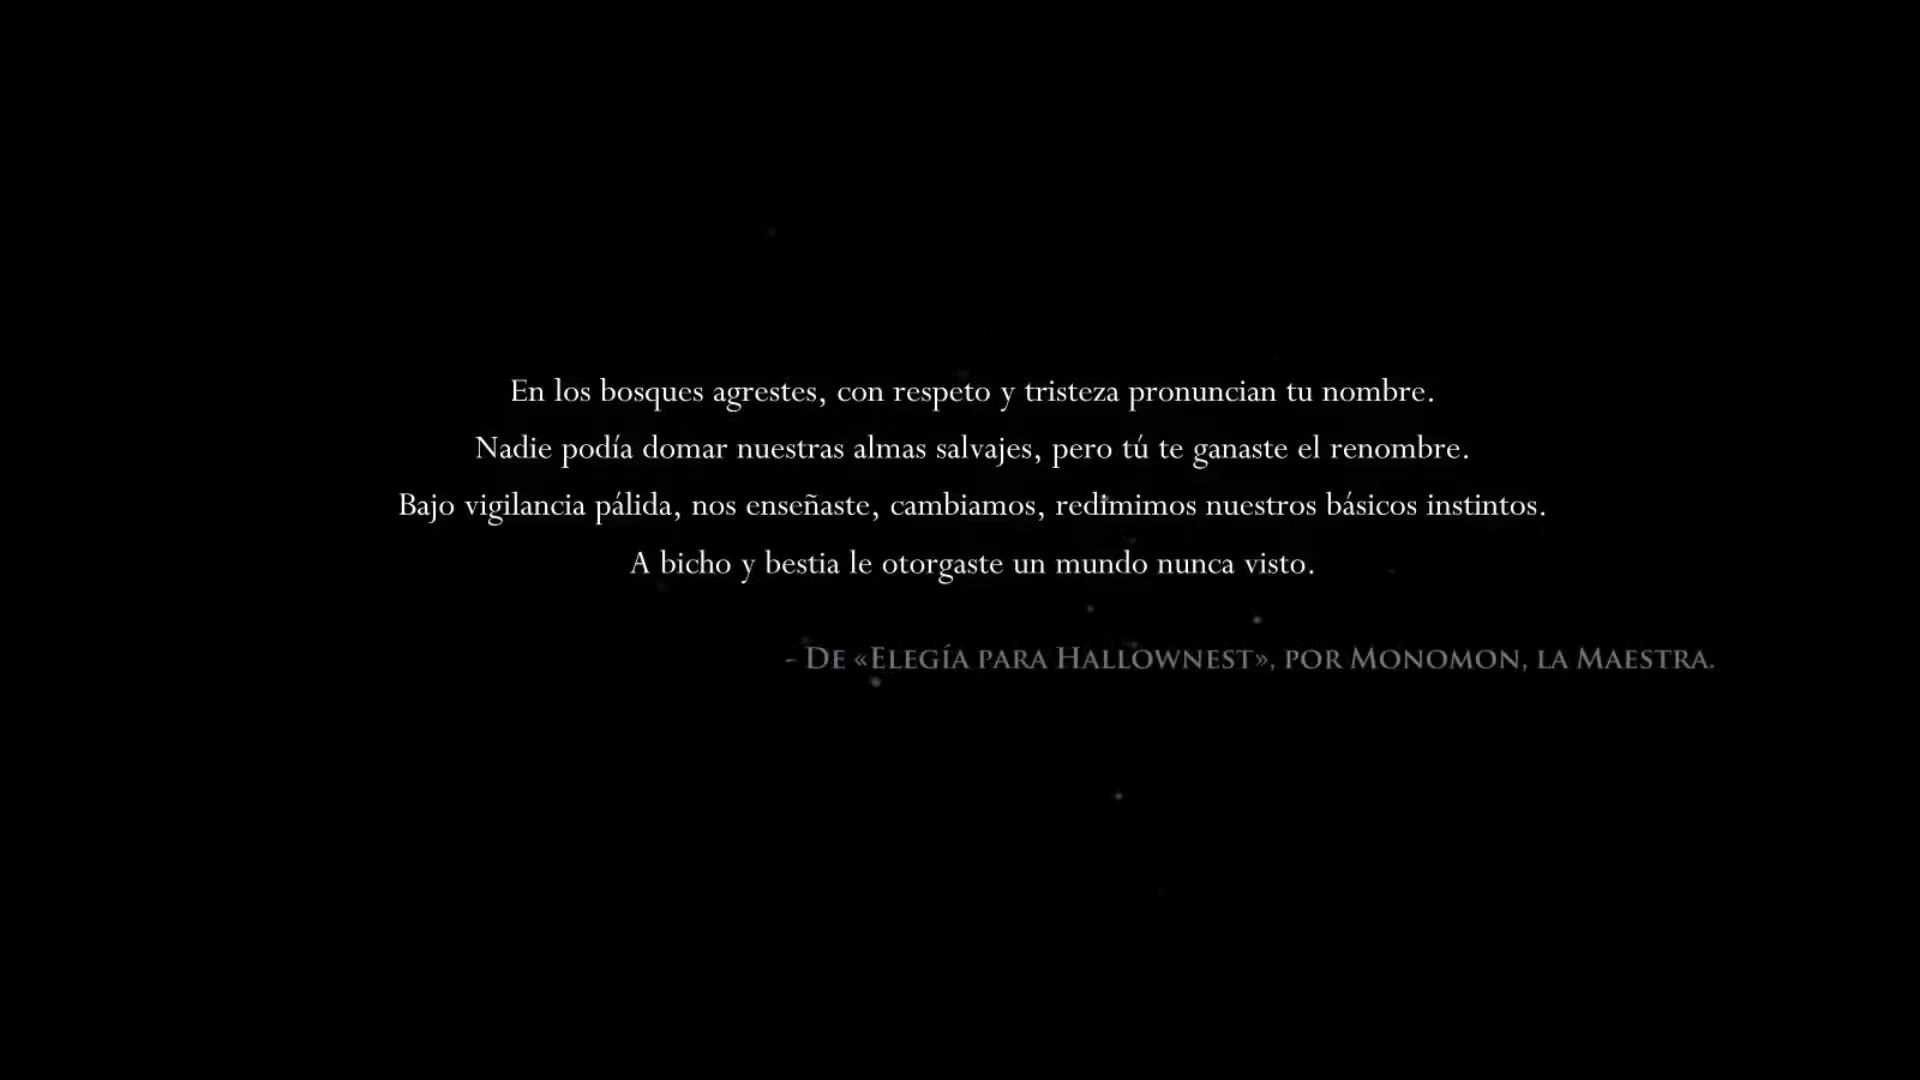 En los bosques agrestes, con respeto y tristeza pronuncian tu nombre.
Nadie podía domar nuestras almas salvajes, pero tú te ganaste el renombre.
Bajo vigilancia pálida, nos enseñaste, cambiamos, redimimos nuestros básicos instintos.
A bicho y bestia le otorgaste un mundo nunca visto.
- De «Elegía para Hallownest», por Monomon, la Maestra.